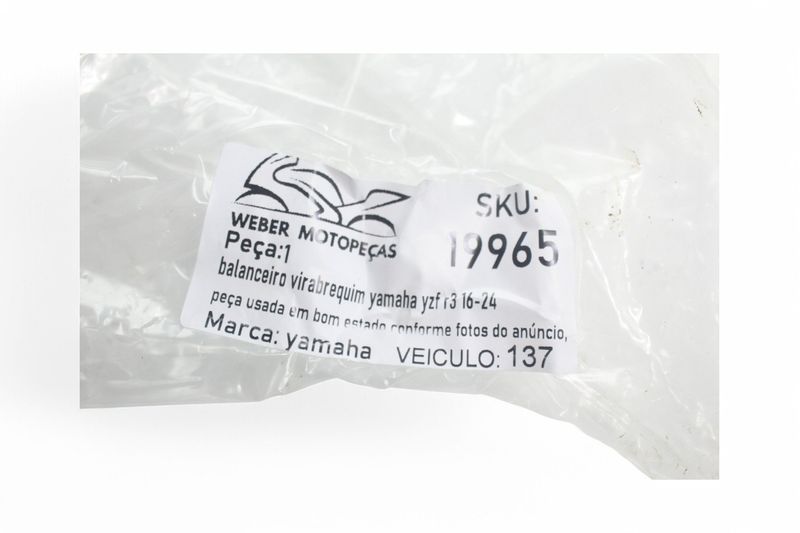 WEBER MOTOPEÇAS
SKU:
19965
Peça:1
balanceiro virabrequim yamaha yzf r3 16-24
peça usada em bom estado conforme fotos do anúncio,
Marca: yamaha VEICULO: 137